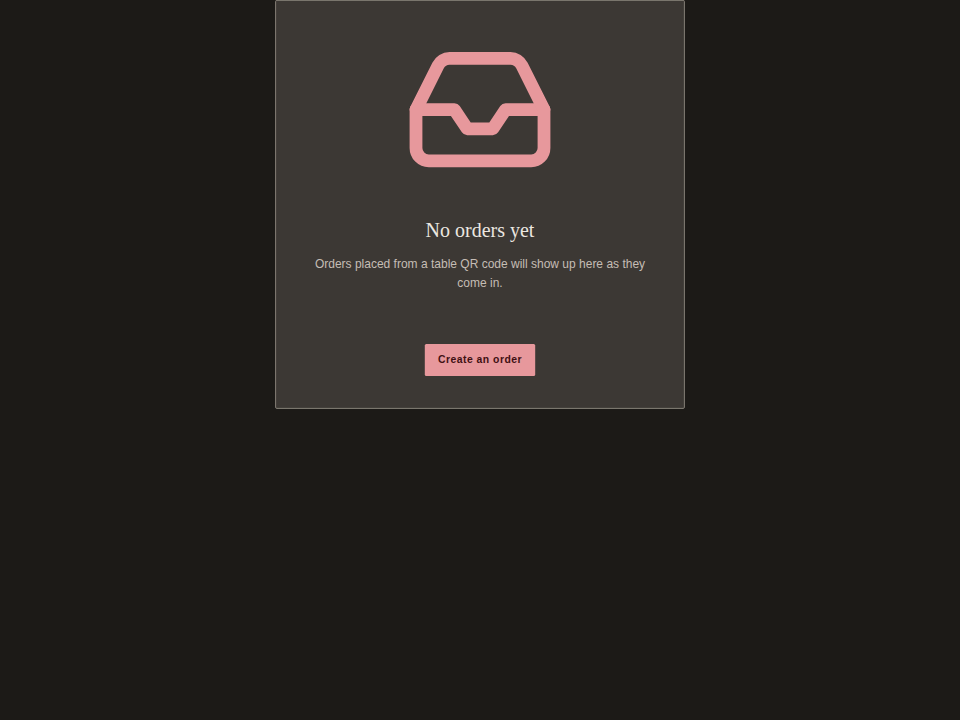 No orders yet
Orders placed from a table QR code will show up here as they
come in.
Create an order